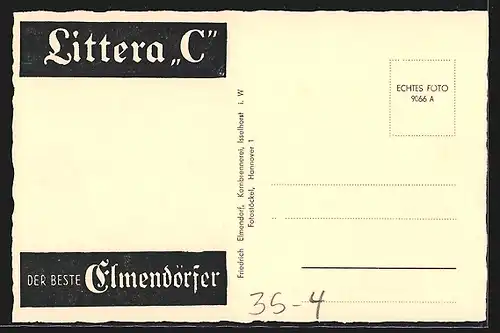 Littera „C"
DER BESTE Elmendörfer
Friedrich Elmendorf, Kornbrennerei, Isselhorst i. W
Fotostöckel, Hannover 1
ECHTES FOTO
9066 A
35-4